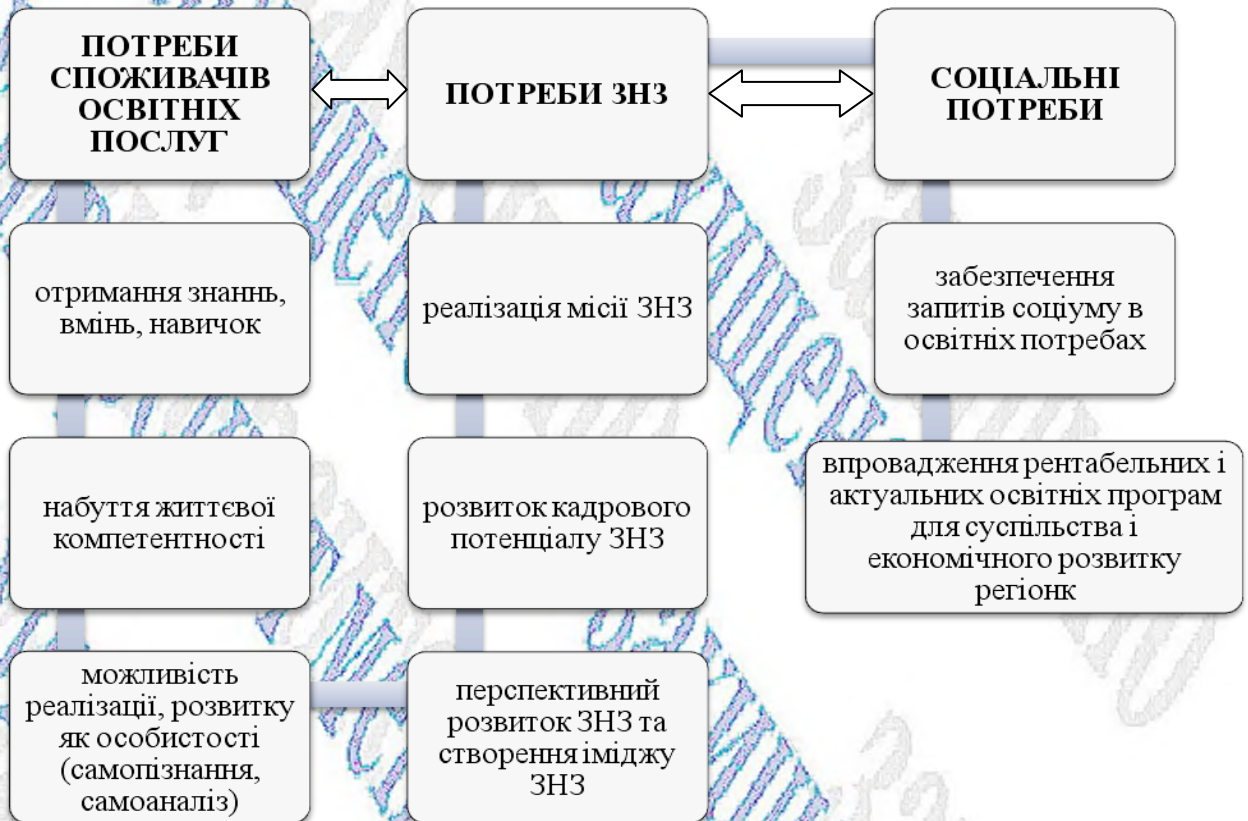 ПОТРЕБИ
СПОЖИВАЧІВ
ОСВІТНІХ
ПОСЛУГ
ПОТРЕБИ ЗНЗ
СОЦІАЛЬНІ
ПОТРЕБИ
отримання знаннь,
вмінь, навичок
реалізація місії ЗНЗ
забезпечення
запитів соціуму в
освітніх потребах
набуття життєвої
компетентності
розвиток кадрового
потенціалу ЗНЗ
впровадження рентабельних і
актуальних освітніх програм
для суспільства і
економічного розвитку
регіонк
можливість
реалізації, розвитку
як особистості
(самопізнання,
самоаналіз)
перспективний
розвиток ЗНЗ та
створення іміджу
ЗНЗ